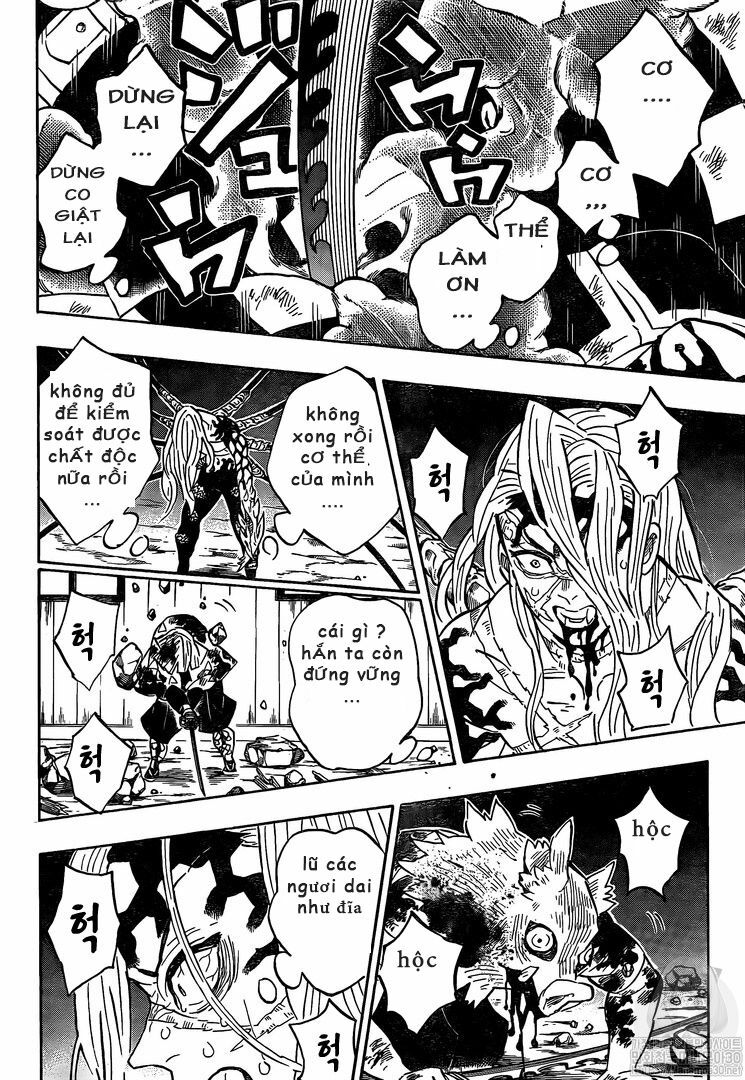 CƠ
....
CƠ
,,,
THỂ
LÀM
ƠN
...
DỪNG
LẠI
...
DỪNG
CO
GIẬT
LẠI
헉
헉
헉
không
xong rồi
cơ thể
của mình
....
không đủ
để kiểm
soát được
chất độc
nữa rồi
...
cái gì ?
hắn ta còn
đứng vững
...
헉
헉
hộc
hộc
lũ các
ngươi dai
như đĩa
헉